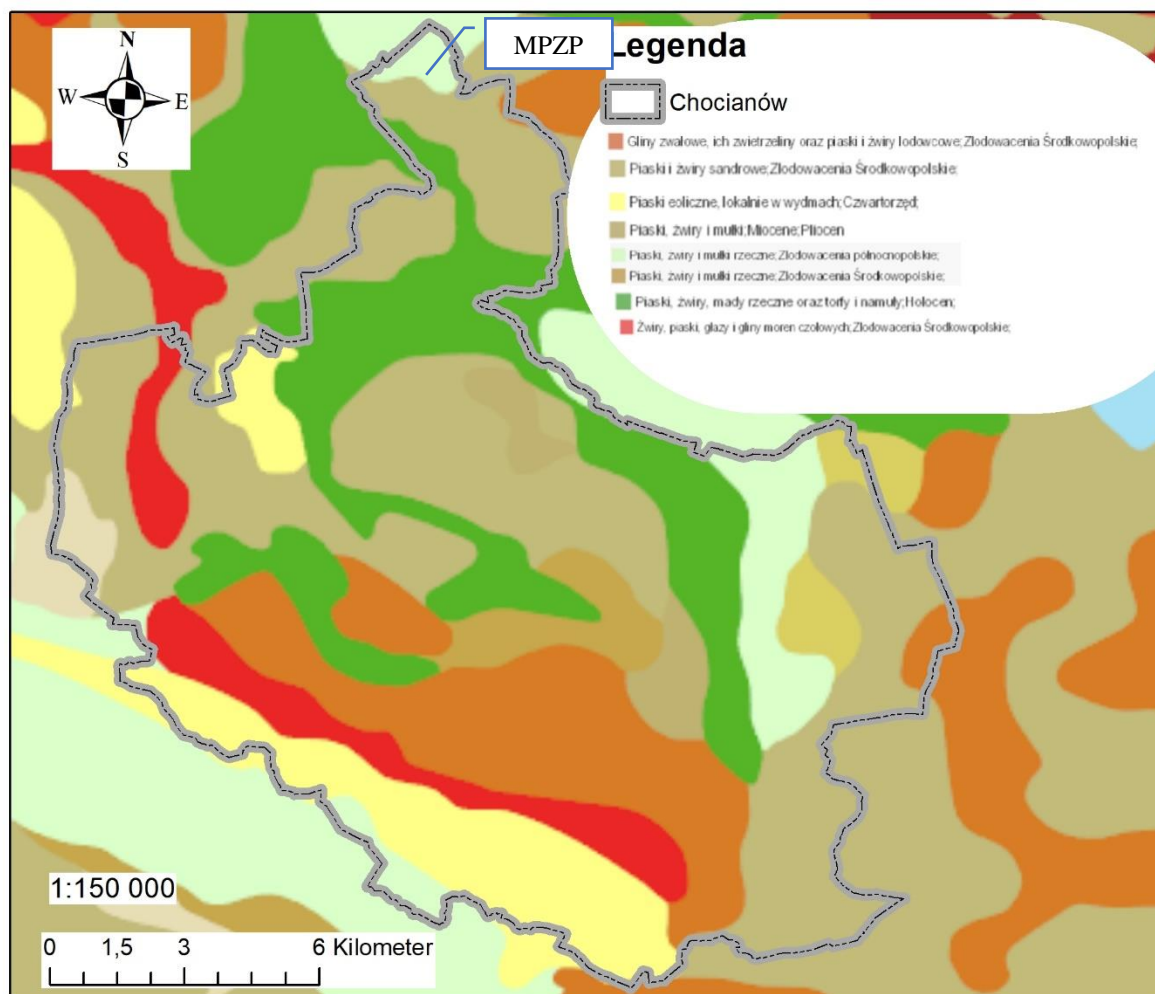 N
W E
S
MPZP
Legenda
Chocianów
Gliny zwałowe, ich zwietrzeliny oraz piaski i żwiry lodowcowe;Zlodowacenia Środkowopolskie;
Piaski i żwiry sandrowe;Zlodowacenia Środkowopolskie;
Piaski eoliczne, lokalnie w wydmach;Czwartorzęd;
Piaski, żwiry i mułki;Miocene;Pliocen
Piaski, żwiry i mułki rzeczne;Zlodowacenia północnopolskie;
Piaski, żwiry i mułki rzeczne;Zlodowacenia Środkowopolskie;
Piaski, żwiry, mady rzeczne oraz torfy i namuły;Holocen;
Żwiry, piaski, głazy i gliny moren czołowych;Zlodowacenia Środkowopolskie;
1:150 000
0 1,5 3 6 Kilometer